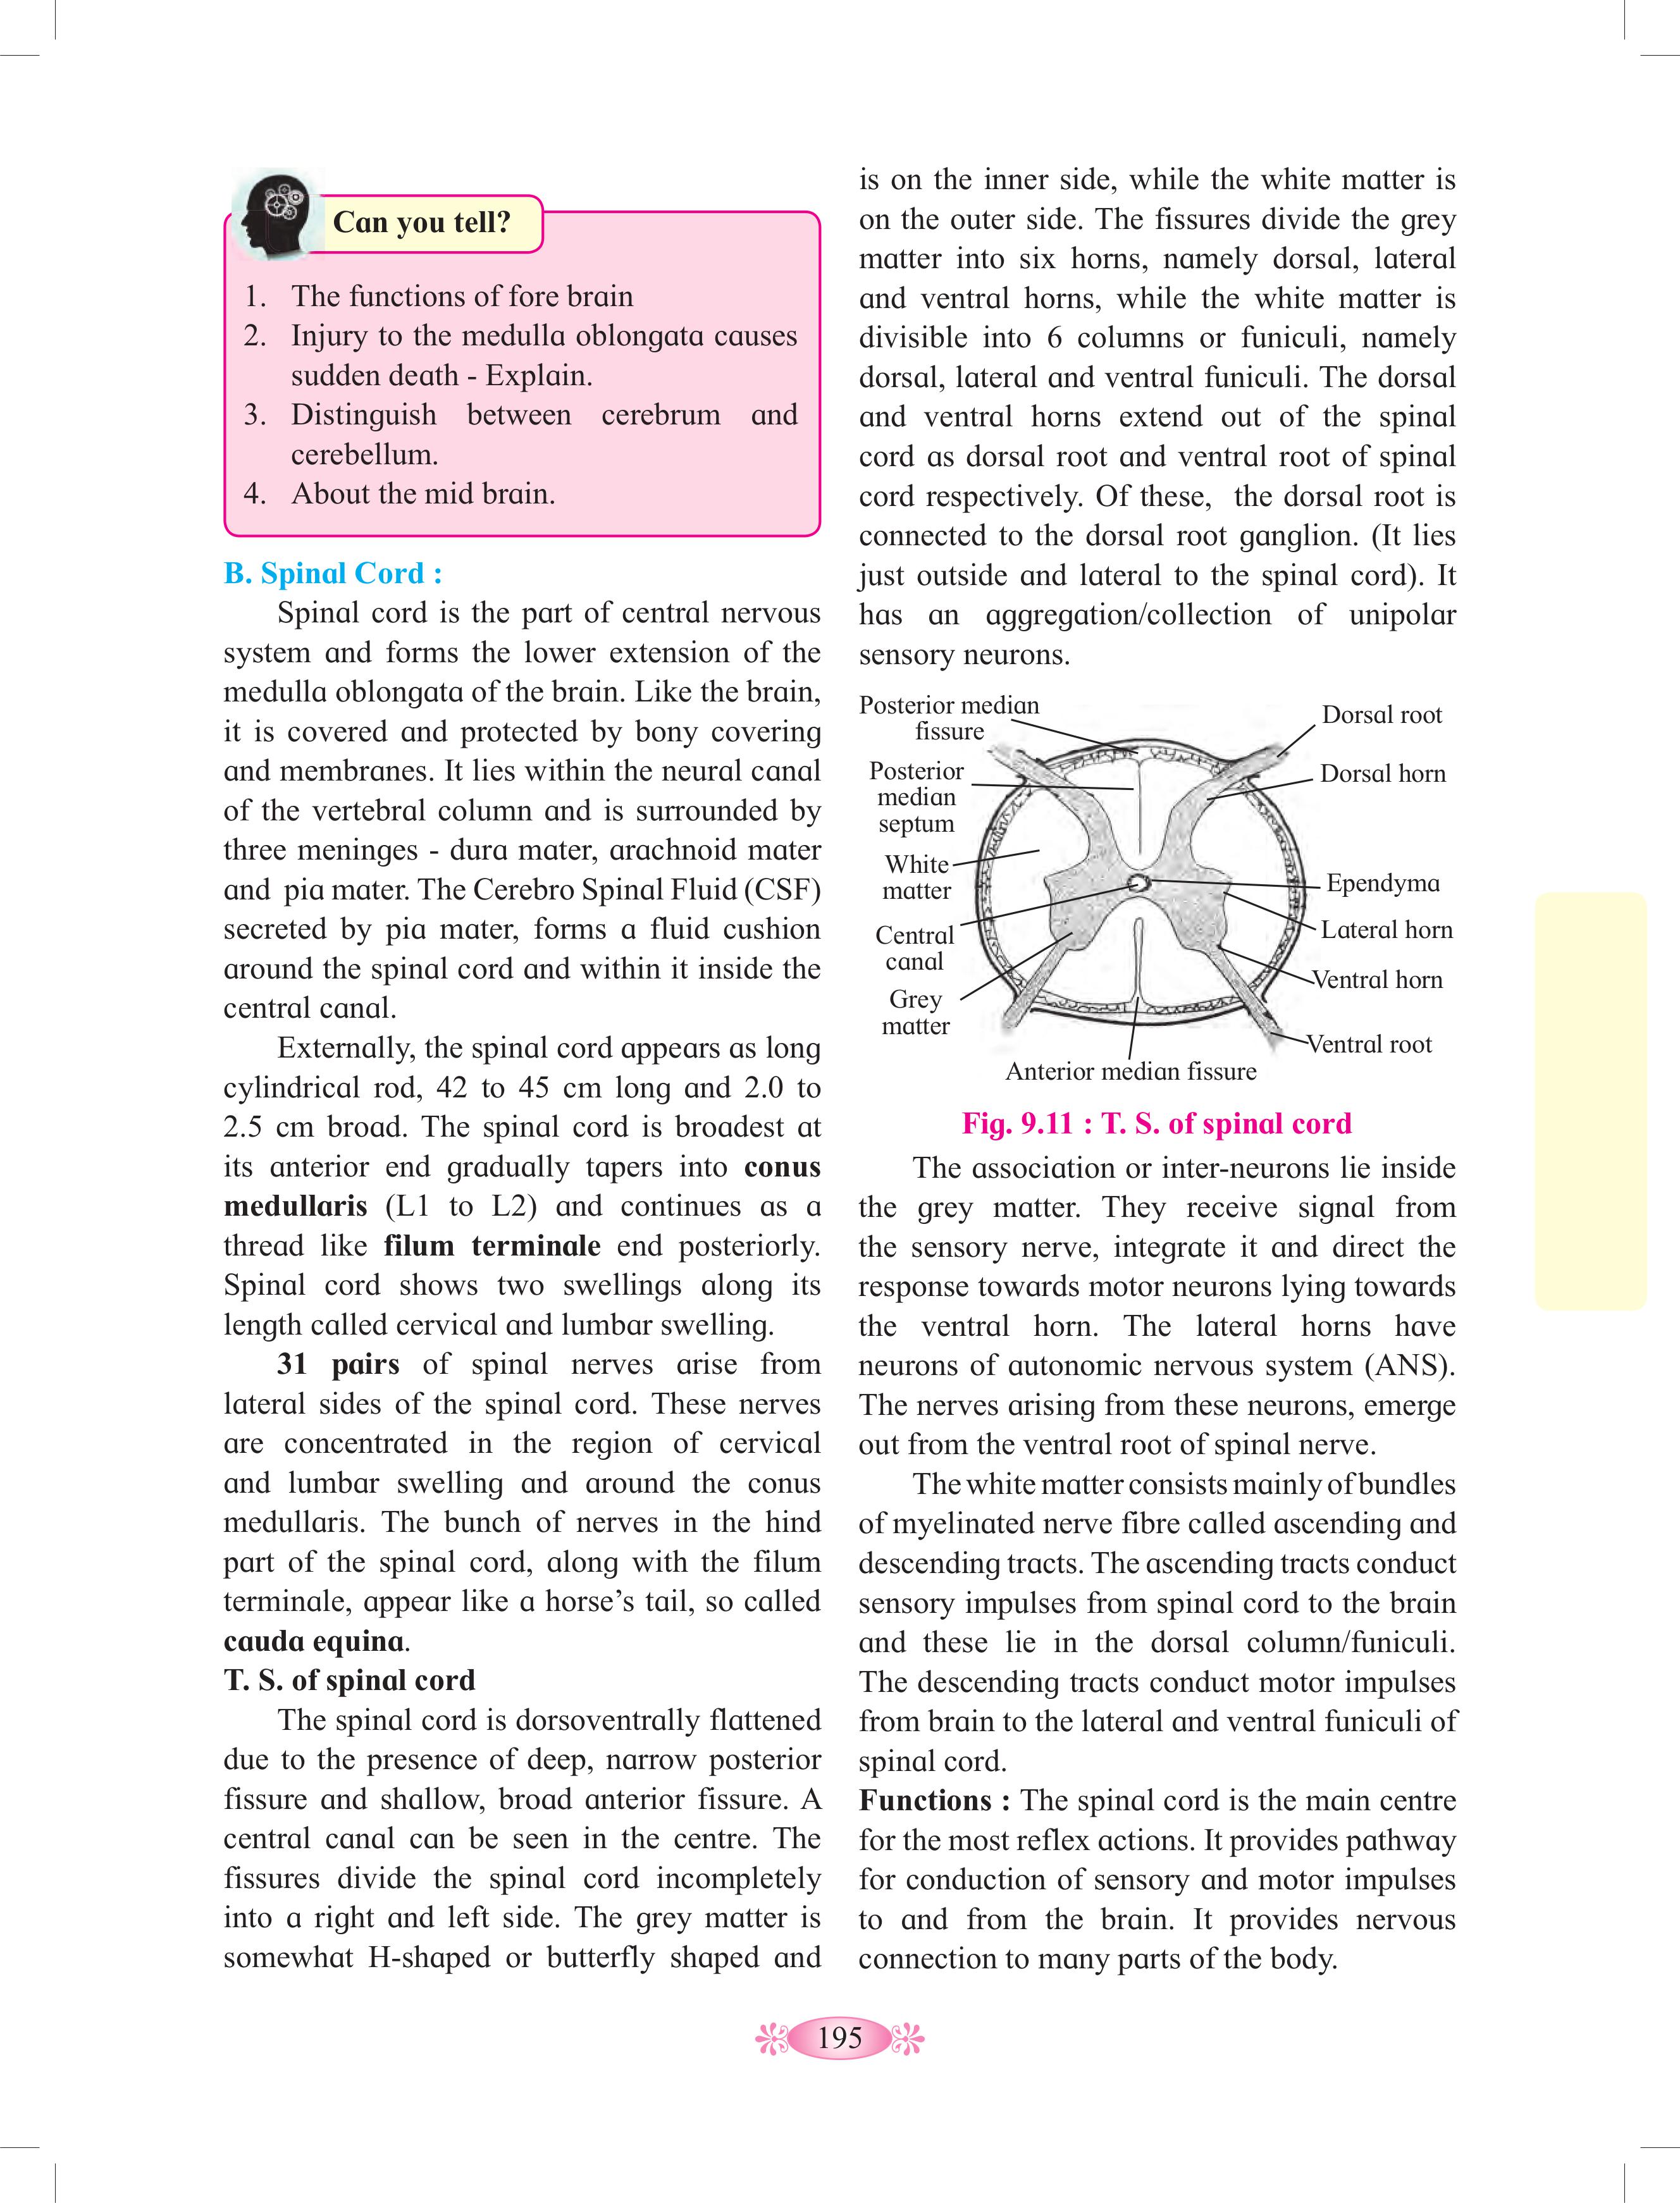 Can you tell?
1. The functions of fore brain
2. Injury to the medulla oblongata causes
sudden death - Explain.
3. Distinguish between cerebrum and
cerebellum.
4. About the mid brain.
B. Spinal Cord :
Spinal cord is the part of central nervous
system and forms the lower extension of the
medulla oblongata of the brain. Like the brain,
it is covered and protected by bony covering
and membranes. It lies within the neural canal
of the vertebral column and is surrounded by
three meninges - dura mater, arachnoid mater
and pia mater. The Cerebro Spinal Fluid (CSF)
secreted by pia mater, forms a fluid cushion
around the spinal cord and within it inside the
central canal.
Externally, the spinal cord appears as long
cylindrical rod, 42 to 45 cm long and 2.0 to
2.5 cm broad. The spinal cord is broadest at
its anterior end gradually tapers into conus
medullaris (L1 to L2) and continues as a
thread like filum terminale end posteriorly.
Spinal cord shows two swellings along its
length called cervical and lumbar swelling.
31 pairs of spinal nerves arise from
lateral sides of the spinal cord. These nerves
are concentrated in the region of cervical
and lumbar swelling and around the conus
medullaris. The bunch of nerves in the hind
part of the spinal cord, along with the filum
terminale, appear like a horse’s tail, so called
cauda equina.
T. S. of spinal cord
The spinal cord is dorsoventrally flattened
due to the presence of deep, narrow posterior
fissure and shallow, broad anterior fissure. A
central canal can be seen in the centre. The
fissures divide the spinal cord incompletely
into a right and left side. The grey matter is
somewhat H-shaped or butterfly shaped and
is on the inner side, while the white matter is
on the outer side. The fissures divide the grey
matter into six horns, namely dorsal, lateral
and ventral horns, while the white matter is
divisible into 6 columns or funiculi, namely
dorsal, lateral and ventral funiculi. The dorsal
and ventral horns extend out of the spinal
cord as dorsal root and ventral root of spinal
cord respectively. Of these, the dorsal root is
connected to the dorsal root ganglion. (It lies
just outside and lateral to the spinal cord). It
has an aggregation/collection of unipolar
sensory neurons.
Posterior median
fissure
Posterior
median
septum
White
matter
Central
canal
Grey
matter
Dorsal root
Dorsal horn
Ependyma
Lateral horn
Ventral horn
Ventral root
Anterior median fissure
Fig. 9.11 : T. S. of spinal cord
The association or inter-neurons lie inside
the grey matter. They receive signal from
the sensory nerve, integrate it and direct the
response towards motor neurons lying towards
the ventral horn. The lateral horns have
neurons of autonomic nervous system (ANS).
The nerves arising from these neurons, emerge
out from the ventral root of spinal nerve.
The white matter consists mainly of bundles
of myelinated nerve fibre called ascending and
descending tracts. The ascending tracts conduct
sensory impulses from spinal cord to the brain
and these lie in the dorsal column/funiculi.
The descending tracts conduct motor impulses
from brain to the lateral and ventral funiculi of
spinal cord.
Functions : The spinal cord is the main centre
for the most reflex actions. It provides pathway
for conduction of sensory and motor impulses
to and from the brain. It provides nervous
connection to many parts of the body.
195